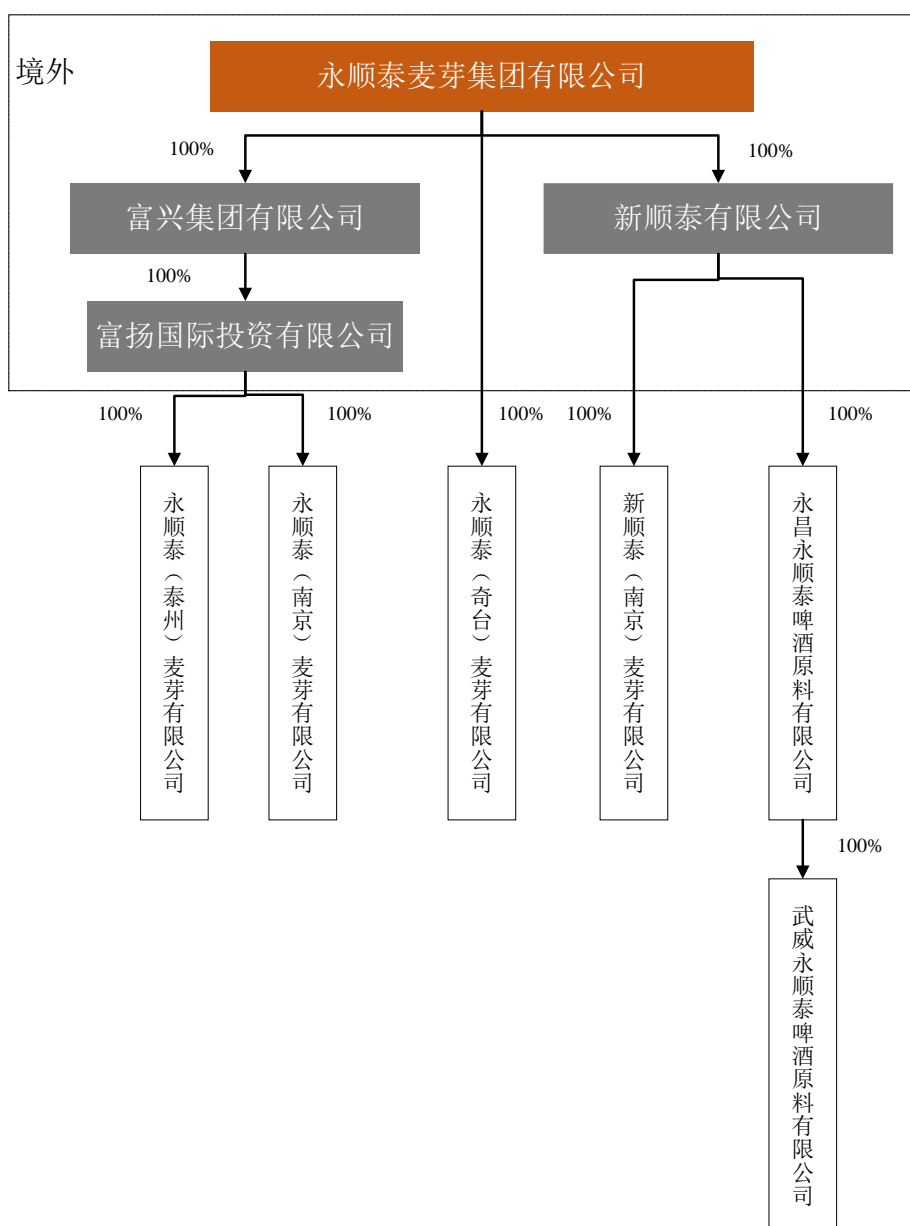 境外
永顺泰麦芽集团有限公司
100%
100%
富兴集团有限公司
新顺泰有限公司
100%
富扬国际投资有限公司
100%
100%
100%
100%
100%
永顺泰（泰州）麦芽有限公司
永顺泰（南京）麦芽有限公司
永顺泰（奇台）麦芽有限公司
新顺泰（南京）麦芽有限公司
永昌永顺泰啤酒原料有限公司
100%
武威永顺泰啤酒原料有限公司